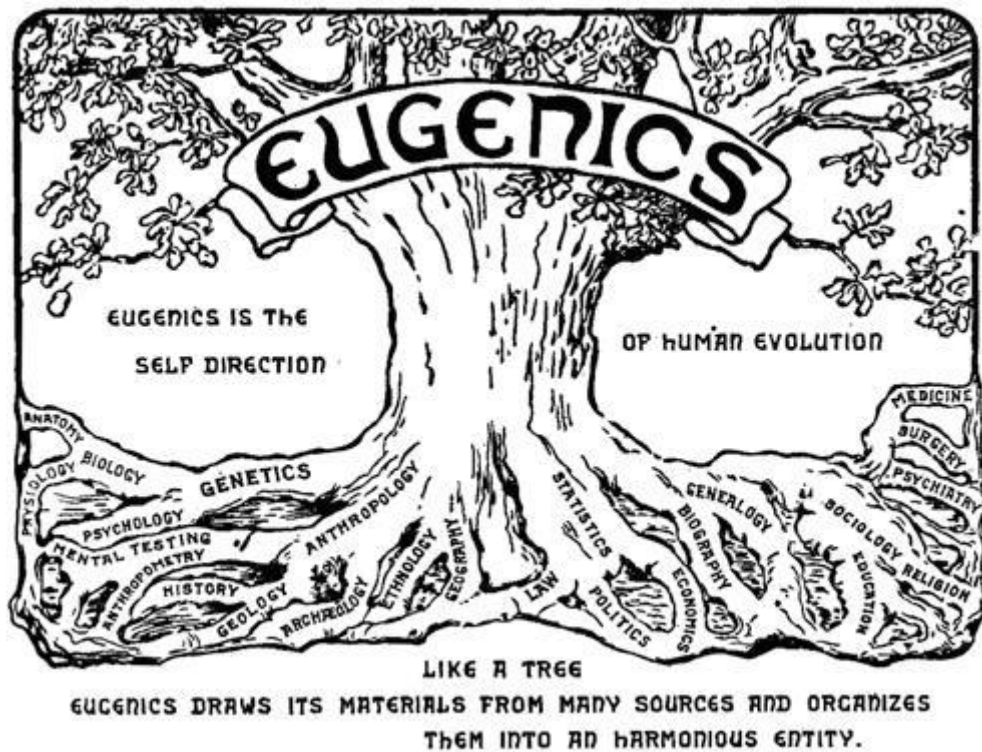 EUGENICS
EUGENICS IS THE
SELF DIRECTION
OF HUMAN EVOLUTION
ANATOMY
PHYSIOLOGY
BIOLOGY
GENETICS
PSYCHOLOGY
MENTAL TESTING
ANTHROPOMETRY
HISTORY
GEOLOGY
ANTHROPOLOGY
ARCHÆOLOGY
ETHNOLOGY
GEOGRAPHY
LAW
STATISTICS
POLITICS
ECONOMICS
BIOGRAPHY
GENEALOGY
EDUCATION
SOCIOLOGY
RELIGION
PSYCHIATRY
SURGERY
MEDICINE
LIKE A TREE
EUGENICS DRAWS ITS MATERIALS FROM MANY SOURCES AND ORGANIZES
THEM INTO AN HARMONIOUS ENTITY.